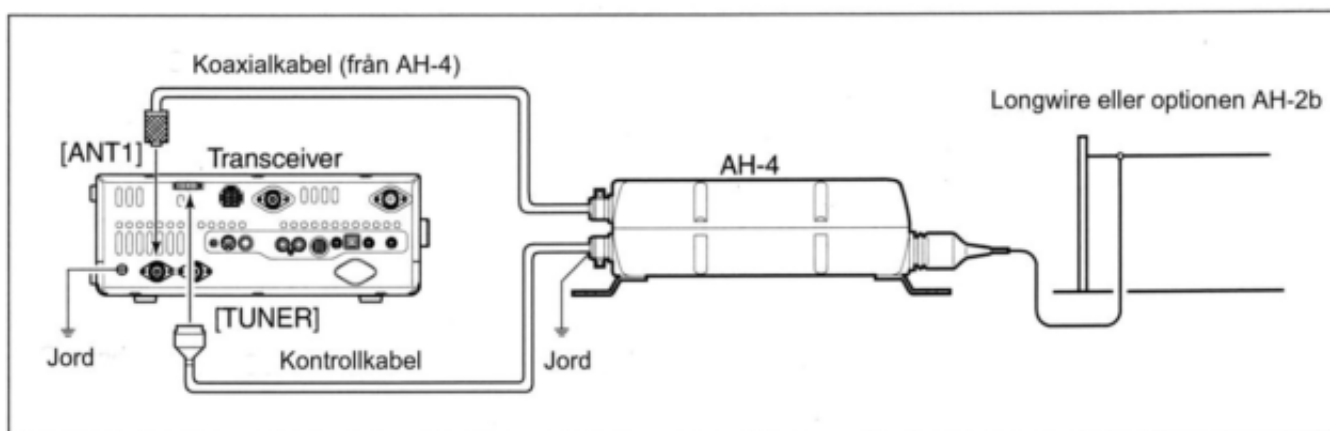 Koaxialkabel (från AH-4)
Longwire eller optionen AH-2b
[ANT1]
Transceiver
AH-4
[TUNER]
Jord
Kontrollkabel
Jord